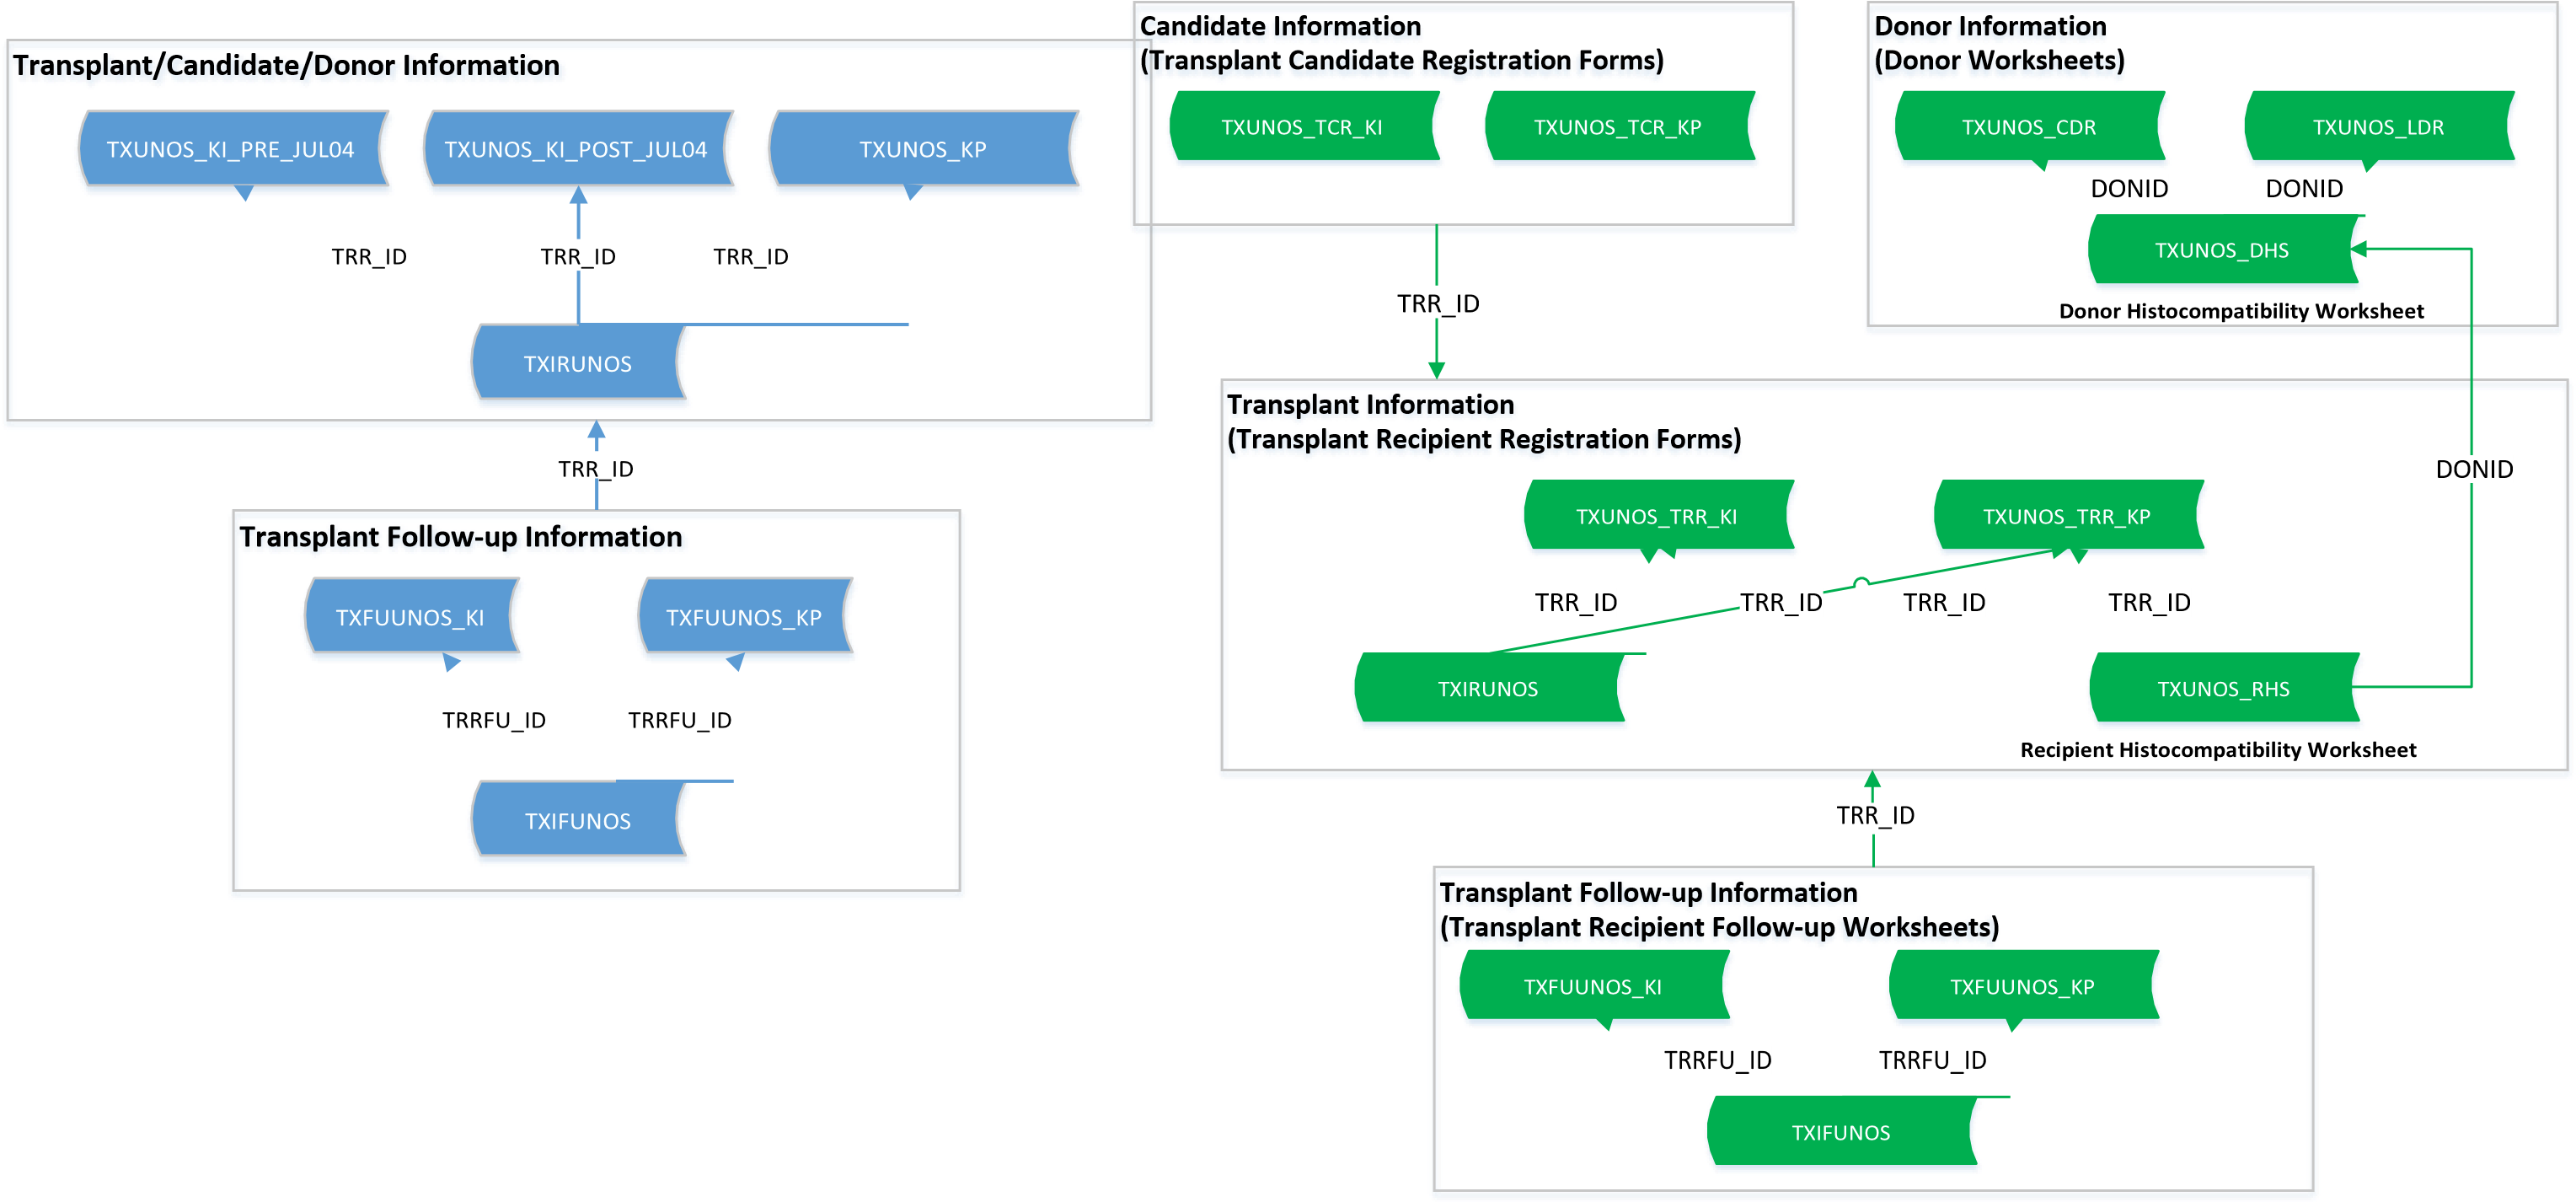 Transplant/Candidate/Donor Information
TXUNOS_KI_PRE_JUL04
TXUNOS_KI_POST_JUL04
TXUNOS_KP
TRR_ID
TRR_ID
TRR_ID
TXIRUNOS
TRR_ID
Transplant Follow-up Information
TXFUUNOS_KI
TXFUUNOS_KP
TRRFU_ID
TRRFU_ID
TXIFUNOS
Candidate Information
(Transplant Candidate Registration Forms)
TXUNOS_TCR_KI
TXUNOS_TCR_KP
TRR_ID
Donor Information
(Donor Worksheets)
TXUNOS_CDR
TXUNOS_LDR
DONID
DONID
TXUNOS_DHS
Donor Histocompatibility Worksheet
Transplant Information
(Transplant Recipient Registration Forms)
DONID
TXUNOS_TRR_KI
TXUNOS_TRR_KP
TRR_ID
TRR_ID
TRR_ID
TRR_ID
TXIRUNOS
TXUNOS_RHS
Recipient Histocompatibility Worksheet
TRR_ID
Transplant Follow-up Information
(Transplant Recipient Follow-up Worksheets)
TXFUUNOS_KI
TXFUUNOS_KP
TRRFU_ID
TRRFU_ID
TXIFUNOS